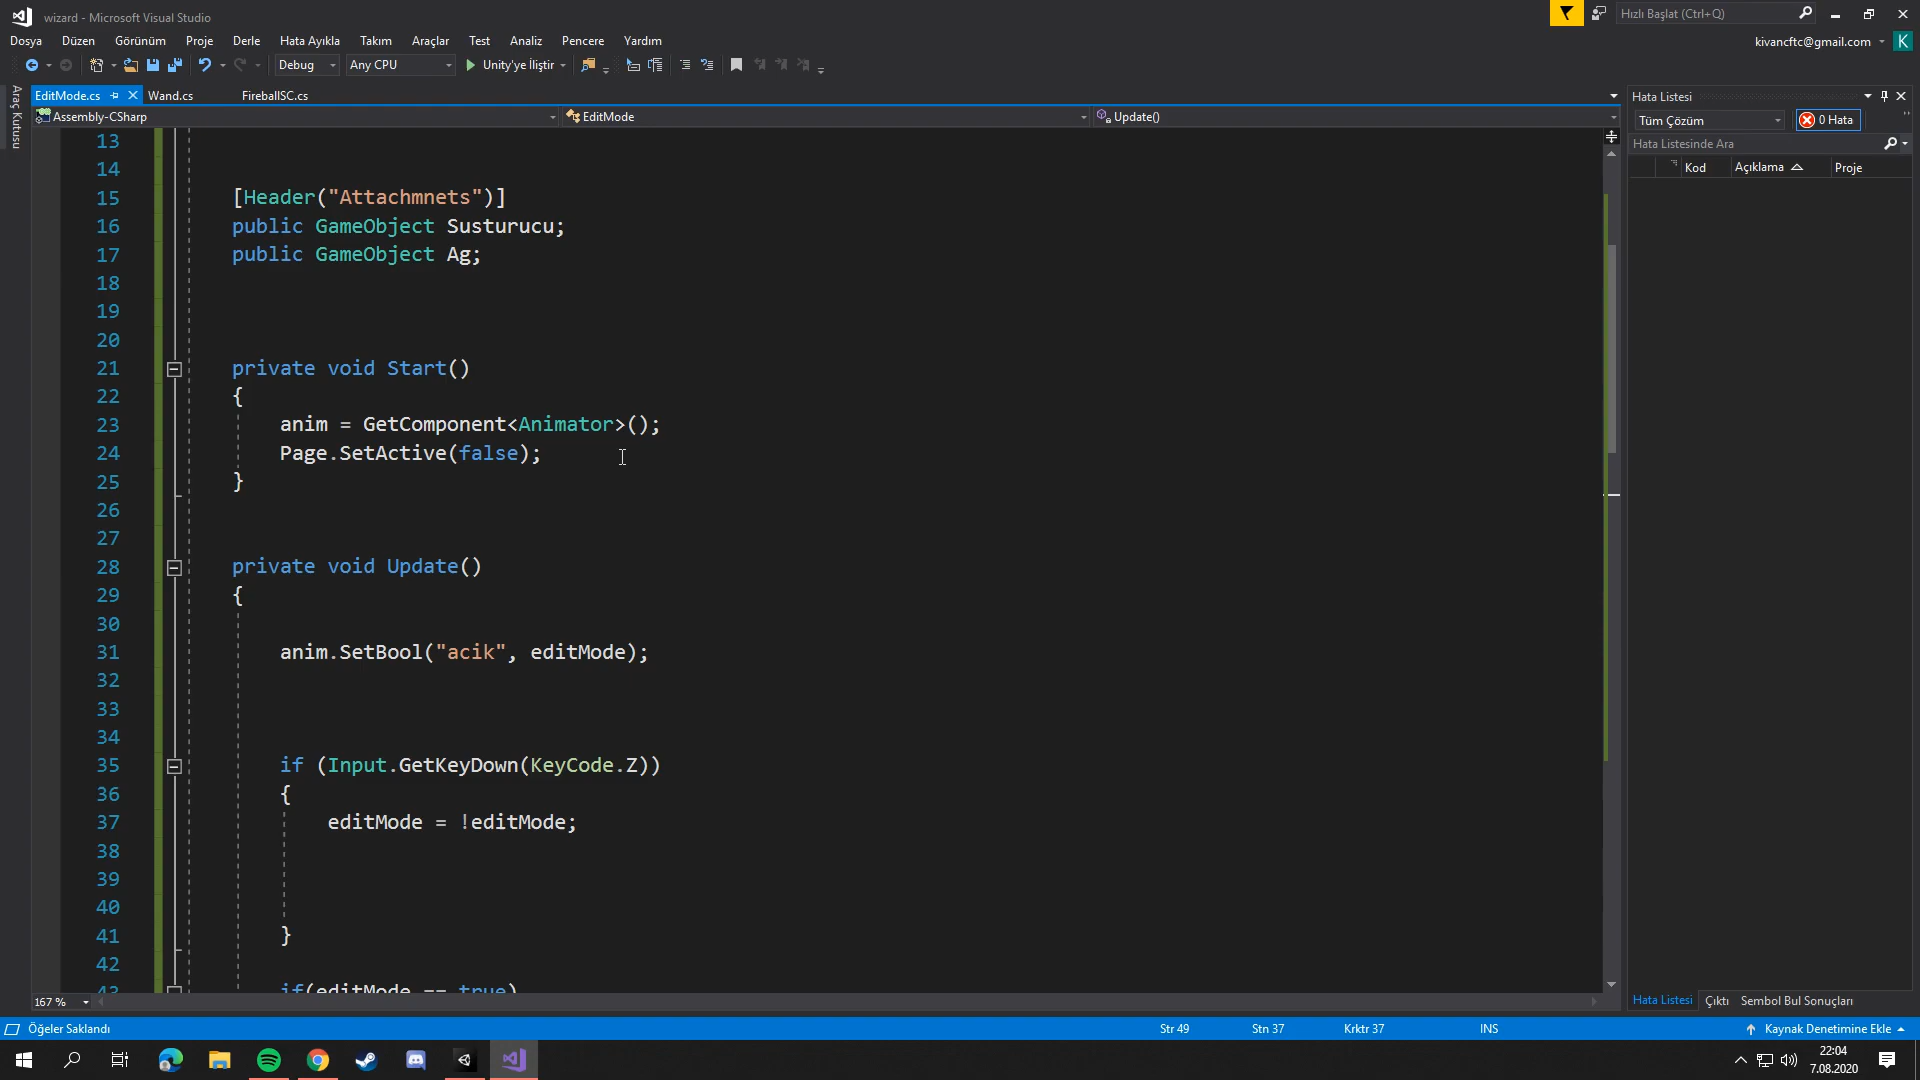 wizard - Microsoft Visual Studio
Hızlı Başlat (Ctrl+Q)
Dosya Düzen Görünüm Proje Derle Hata Ayıkla Takım Araçlar Test Analiz Pencere Yardım
kivancftc@gmail.com K
Debug Any CPU Unity'ye İliştir
Araç Kutusu
EditMode.cs Wand.cs FireballSC.cs
Assembly-CSharp EditMode Update()
13
14
15 [Header("Attachmnets")]
16 public GameObject Susturucu;
17 public GameObject Ag;
18
19
20
21 private void Start()
22 {
23 anim = GetComponent<Animator>();
24 Page.SetActive(false);
25 }
26
27
28 private void Update()
29 {
30
31 anim.SetBool("acik", editMode);
32
33
34
35 if (Input.GetKeyDown(KeyCode.Z))
36 {
37 editMode = !editMode;
38
39
40
41 }
42
43 if(editMode == true)
167 %
Hata Listesi
Tüm Çözüm 0 Hata
Hata Listesinde Ara
Kod Açıklama Proje
Hata Listesi Çıktı Sembol Bul Sonuçları
Öğeler Saklandı Str 49 Stn 37 Krktr 37 INS Kaynak Denetimine Ekle
22:04
7.08.2020